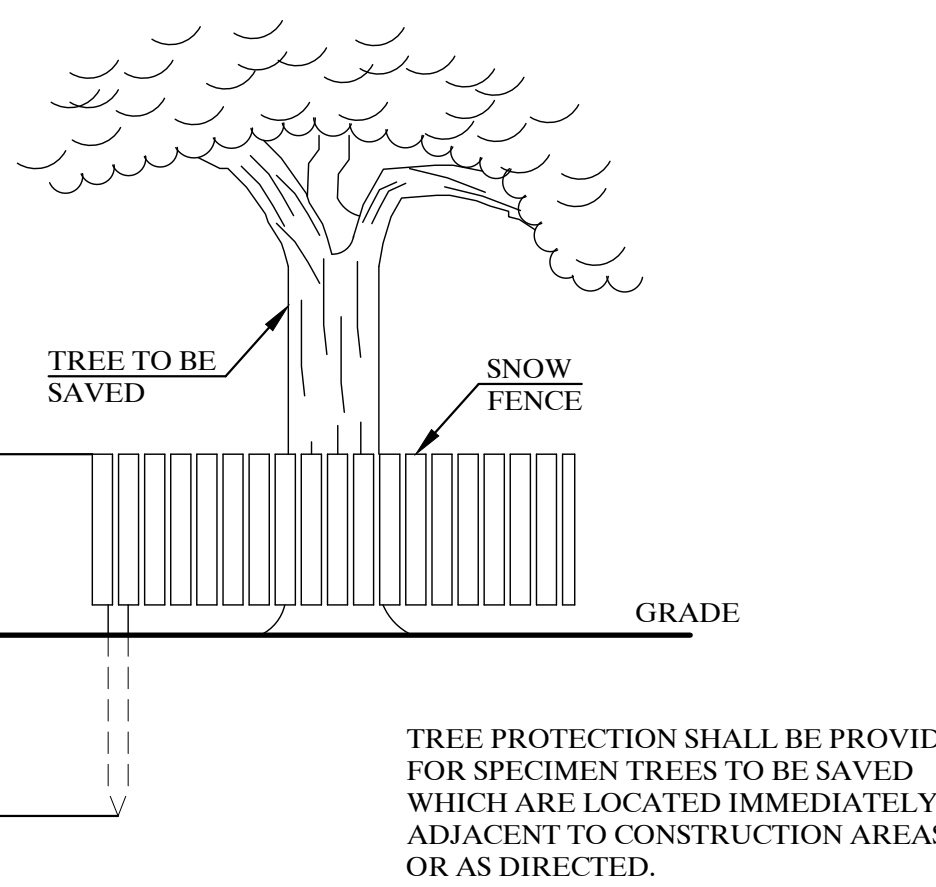 TREE TO BE
SAVED
SNOW
FENCE
GRADE
TREE PROTECTION SHALL BE PROVID
FOR SPECIMEN TREES TO BE SAVED
WHICH ARE LOCATED IMMEDIATELY
ADJACENT TO CONSTRUCTION AREAS
OR AS DIRECTED.